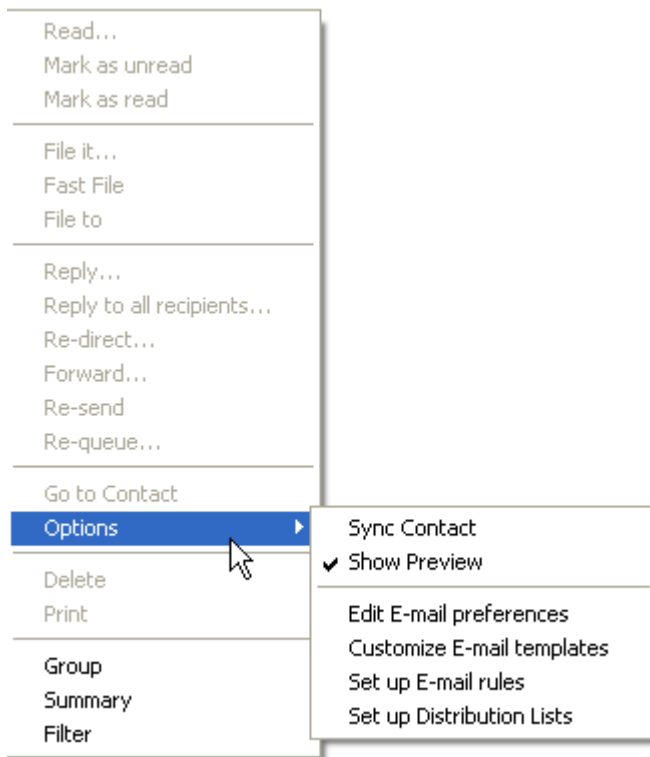 Read...
Mark as unread
Mark as read
File it...
Fast File
File to
Reply...
Reply to all recipients...
Re-direct...
Forward...
Re-send
Re-queue...
Go to Contact
Options
Delete
Print
Group
Summary
Filter
Sync Contact
Show Preview
Edit E-mail preferences
Customize E-mail templates
Set up E-mail rules
Set up Distribution Lists